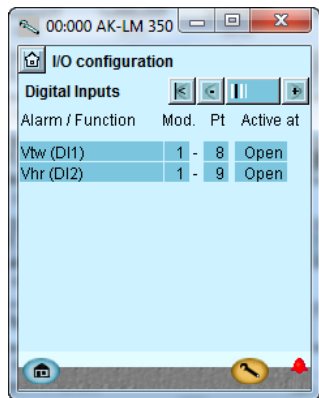 00:000 AK-LM 350
I/O configuration
Digital Inputs
Alarm / Function Mod. Pt Active at
Vtw (DI1) 1 - 8 Open
Vhr (DI2) 1 - 9 Open